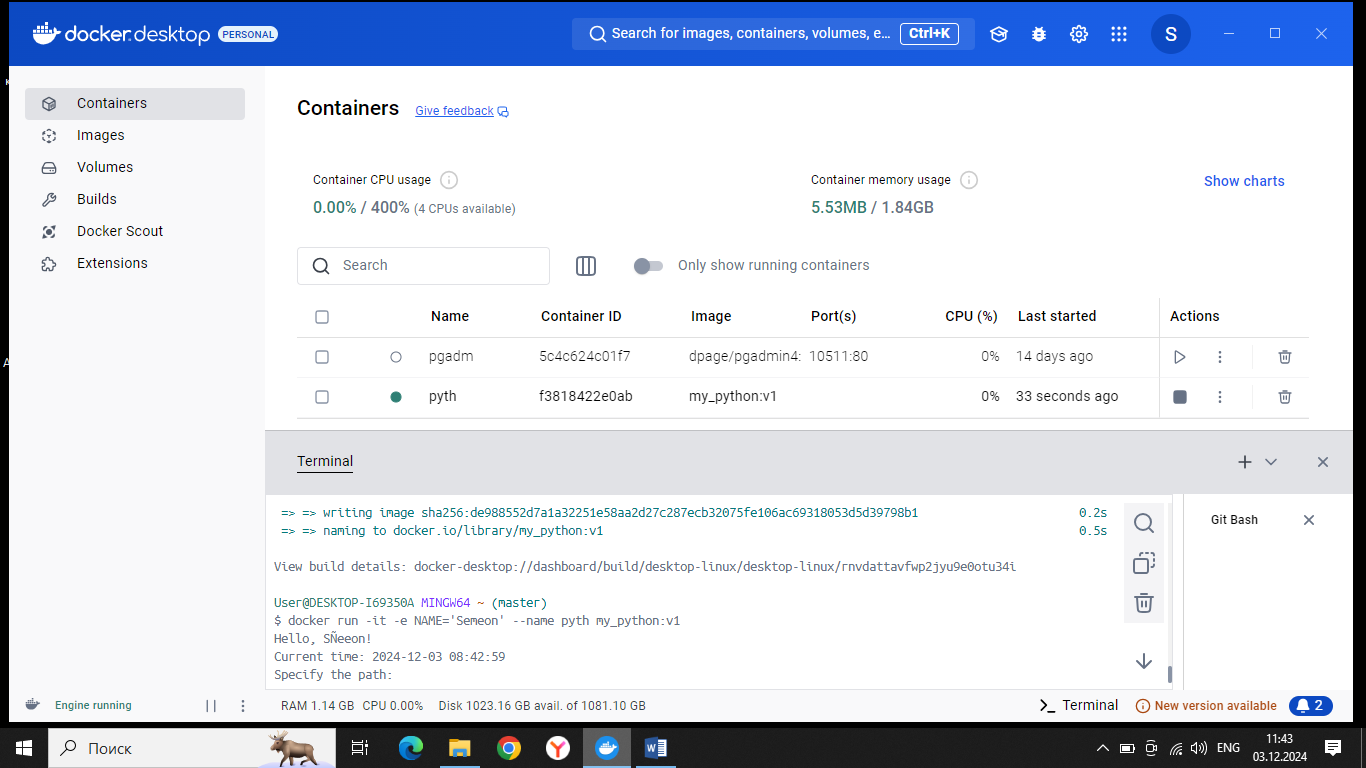 docker.desktop PERSONAL
Search for images, containers, volumes, e... Ctrl+K
S
Containers
Images
Volumes
Builds
Docker Scout
Extensions
Containers Give feedback
Container CPU usage
0.00% / 400% (4 CPUs available)
Container memory usage
5.53MB / 1.84GB
Show charts
Search
Only show running containers
Name Container ID Image Port(s) CPU (%) Last started Actions
pgadm 5c4c624c01f7 dpage/pgadmin4: 10511:80 0% 14 days ago
pyth f3818422e0ab my_python:v1 0% 33 seconds ago
Terminal
=> => writing image sha256:de988552d7a1a32251e58aa2d27c287ecb32075fe106ac69318053d5d39798b1 0.2s
=> => naming to docker.io/library/my_python:v1 0.5s
View build details: docker-desktop://dashboard/build/desktop-linux/desktop-linux/rnvdattavfwp2jyu9e0otu34i
User@DESKTOP-I69350A MINGW64 ~ (master)
$ docker run -it -e NAME='Semeon' --name pyth my_python:v1
Hello, SÑeeon!
Current time: 2024-12-03 08:42:59
Specify the path:
Git Bash
Engine running
RAM 1.14 GB CPU 0.00% Disk 1023.16 GB avail. of 1081.10 GB
Terminal
New version available
2
Поиск
ENG
11:43
03.12.2024